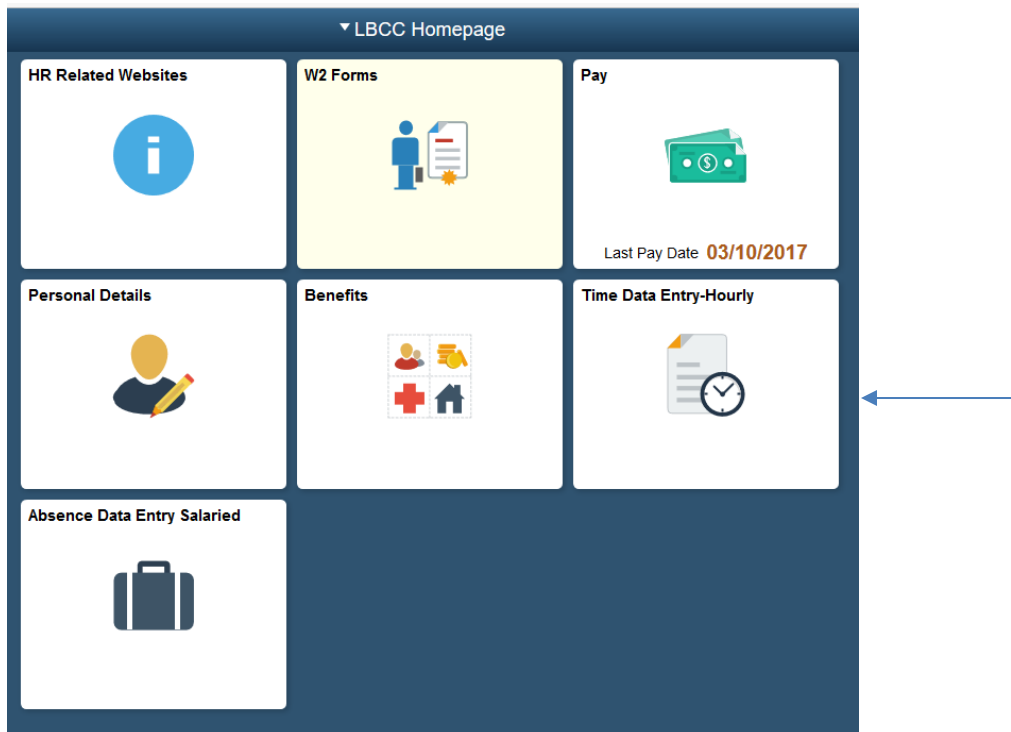 LBCC Homepage
HR Related Websites
W2 Forms
Pay
Last Pay Date 03/10/2017
Personal Details
Benefits
Time Data Entry-Hourly
Absence Data Entry Salaried